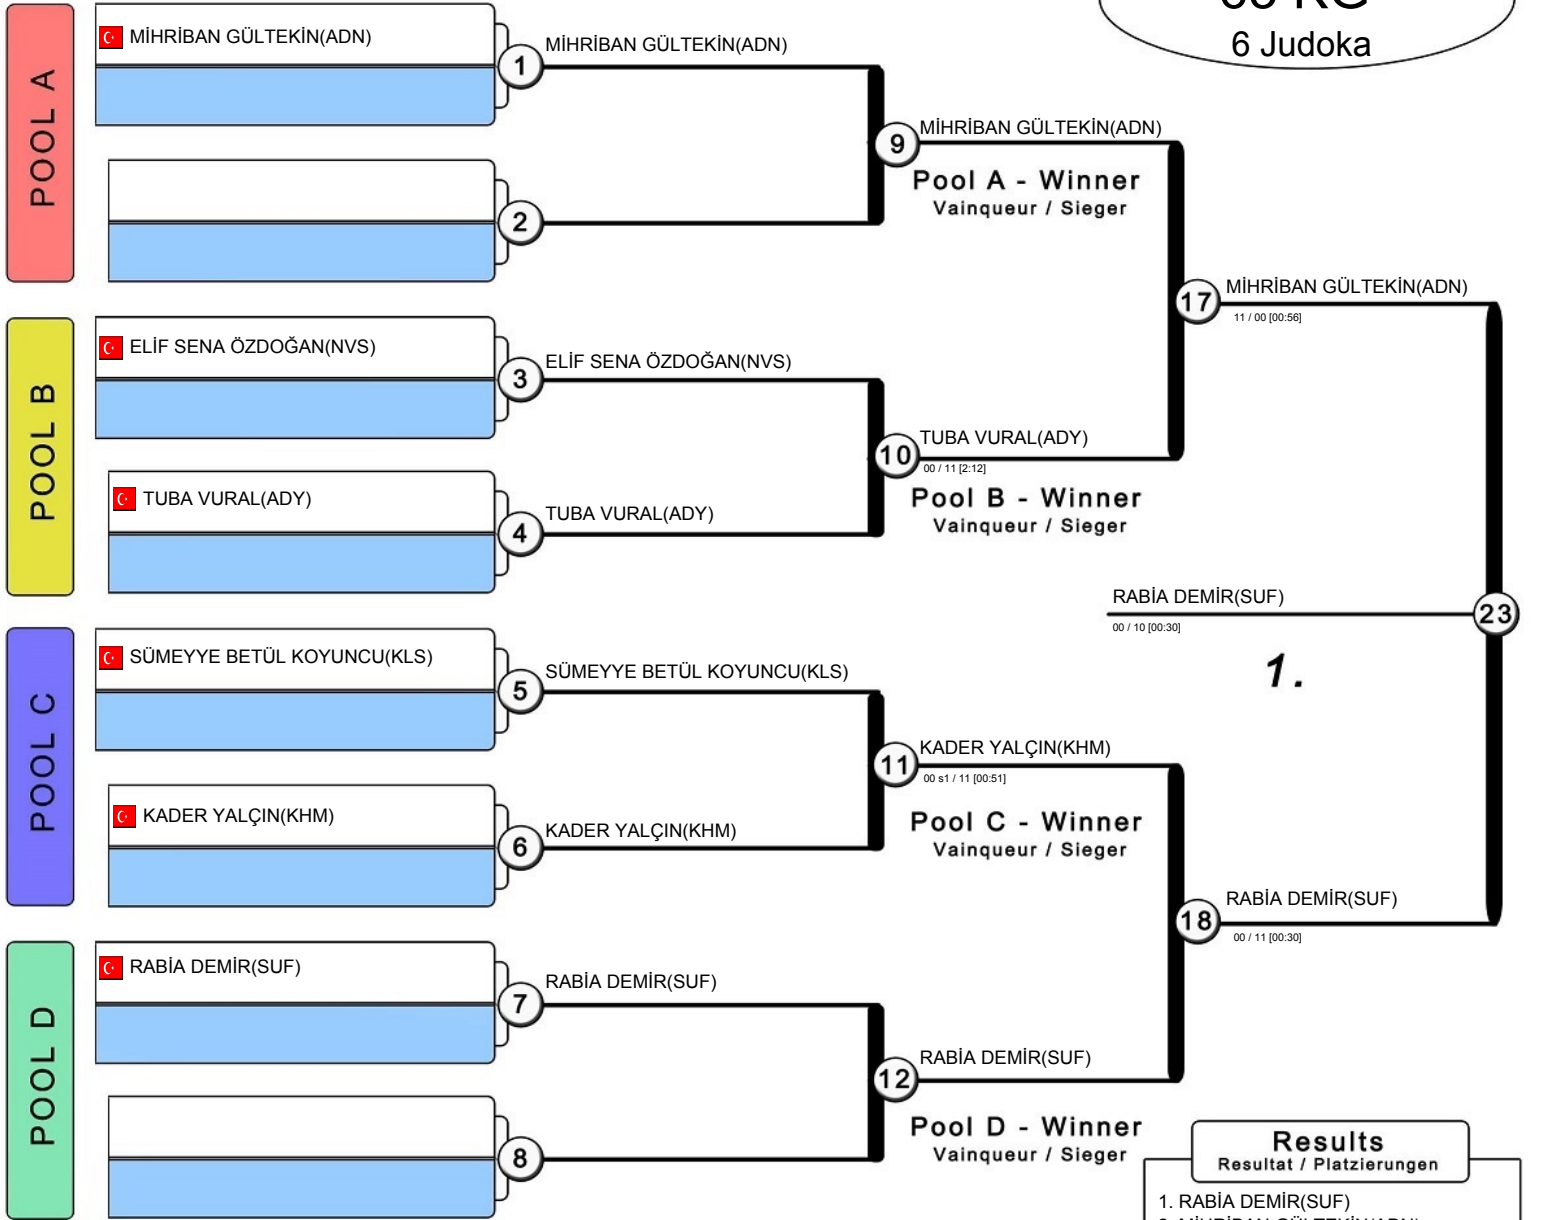 6 Judoka
POOL A
MİHRİBAN GÜLTEKİN(ADN)
1
MİHRİBAN GÜLTEKİN(ADN)
2
9
MİHRİBAN GÜLTEKİN(ADN)
Pool A - Winner
Vainqueur / Sieger
17
MİHRİBAN GÜLTEKİN(ADN)
11 / 00 [00:56]
POOL B
ELİF SENA ÖZDOĞAN(NVS)
3
ELİF SENA ÖZDOĞAN(NVS)
TUBA VURAL(ADY)
4
TUBA VURAL(ADY)
10
TUBA VURAL(ADY)
00 / 11 [2:12]
Pool B - Winner
Vainqueur / Sieger
RABİA DEMİR(SUF)
00 / 10 [00:30]
23
1.
POOL C
SÜMEYYE BETÜL KOYUNCU(KLS)
5
SÜMEYYE BETÜL KOYUNCU(KLS)
KADER YALÇIN(KHM)
6
KADER YALÇIN(KHM)
11
KADER YALÇIN(KHM)
00 s1 / 11 [00:51]
Pool C - Winner
Vainqueur / Sieger
18
RABİA DEMİR(SUF)
00 / 11 [00:30]
POOL D
RABİA DEMİR(SUF)
7
RABİA DEMİR(SUF)
8
12
RABİA DEMİR(SUF)
Pool D - Winner
Vainqueur / Sieger
Results
Resultat / Platzierungen
1. RABİA DEMİR(SUF)